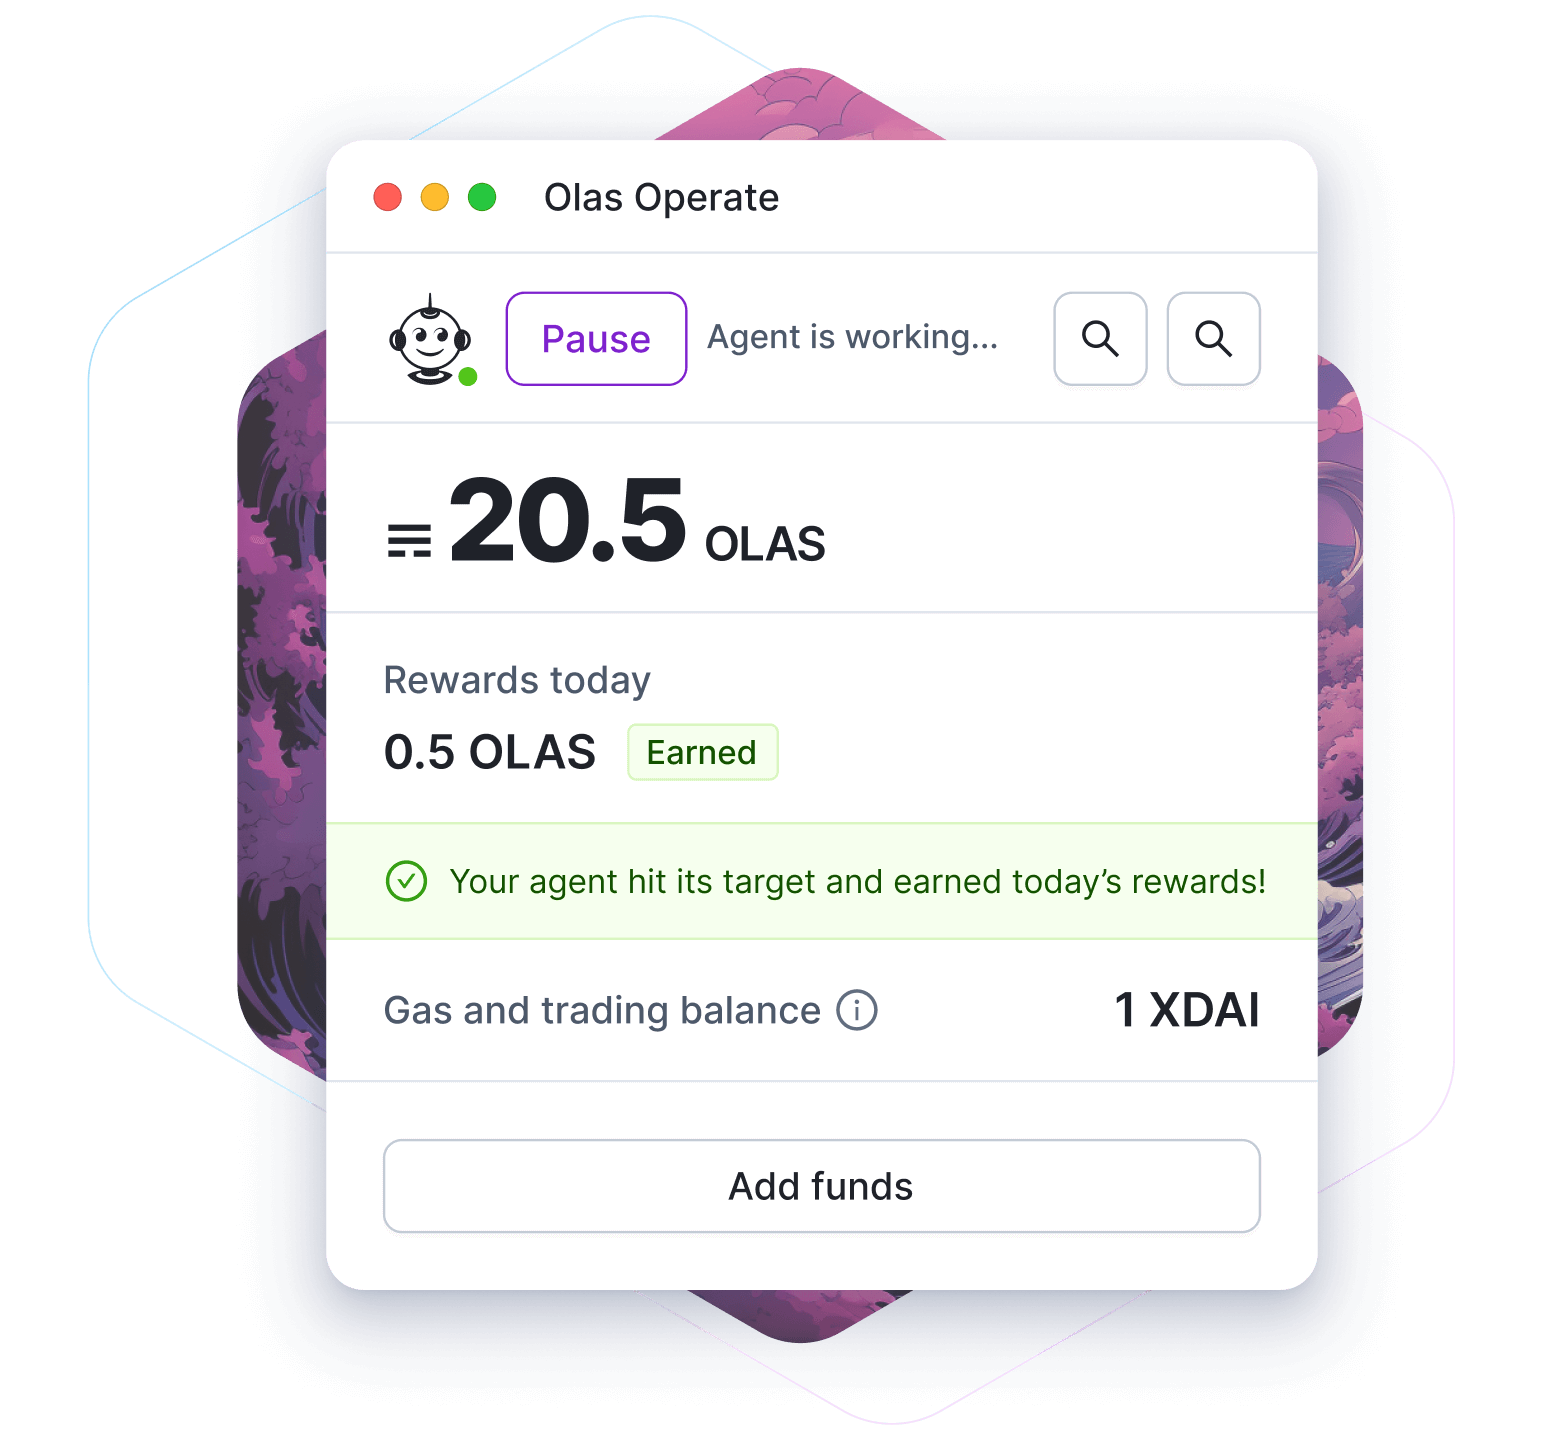 Olas Operate
Pause Agent is working...
20.5 OLAS
Rewards today
0.5 OLAS Earned
Your agent hit its target and earned today’s rewards!
Gas and trading balance 1 XDAI
Add funds